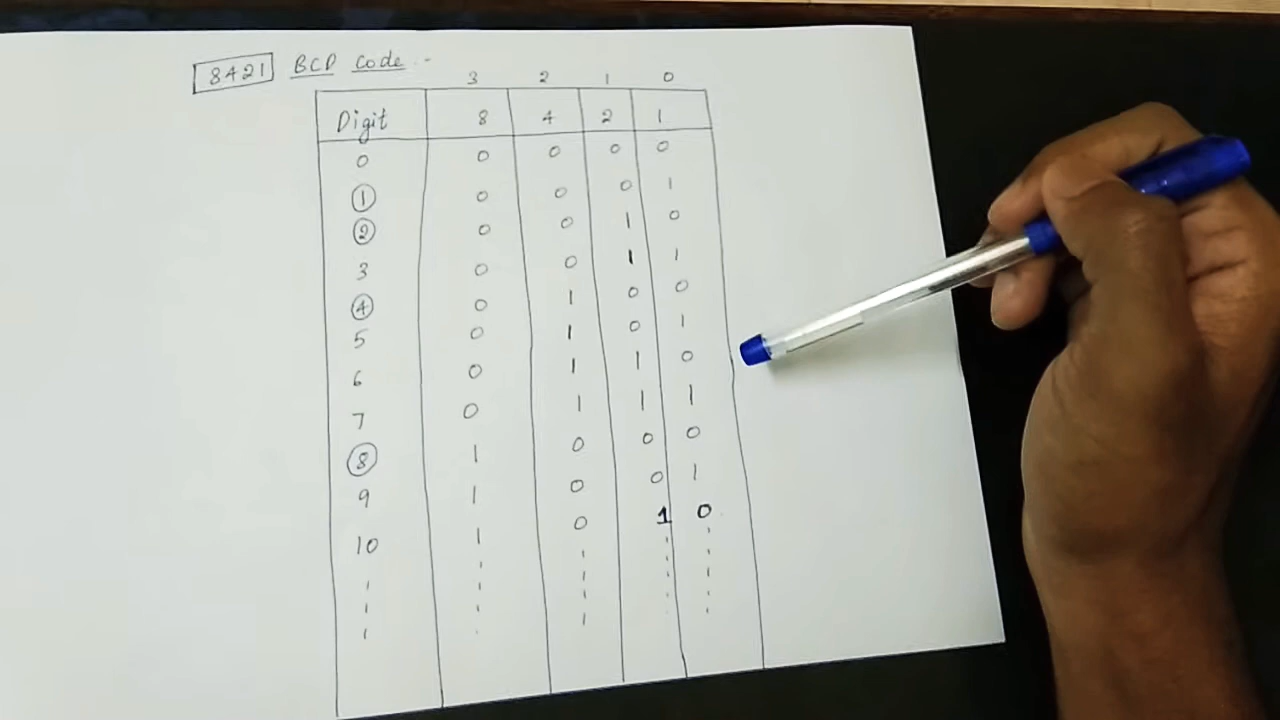 8421 BCD Code :-
3 2 1 0
Digit 8 4 2 1
0 0 0 0 0
1 0 0 0 1
2 0 0 1 0
3 0 0 1 1
4 0 1 0 0
5 0 1 0 1
6 0 1 1 0
7 0 1 1 1
8 1 0 0 0
9 1 0 0 1
10 1 0 1 0